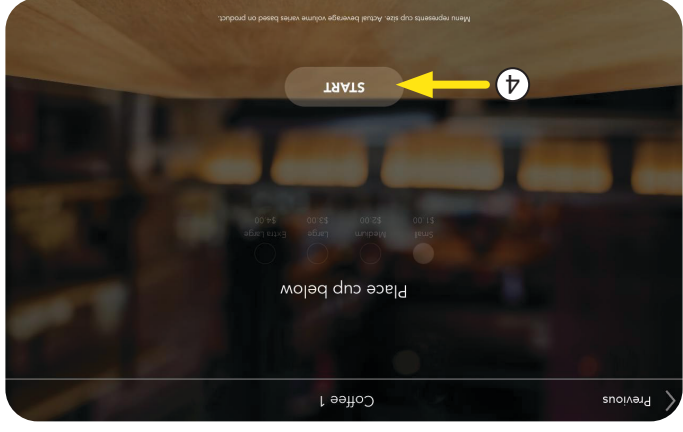 Previous
Coffee 1
Place cup below
Small Medium Large Extra Large
$1.00 $2.00 $3.00 $4.00
START
4
Menu represents cup size. Actual beverage volume varies based on product.